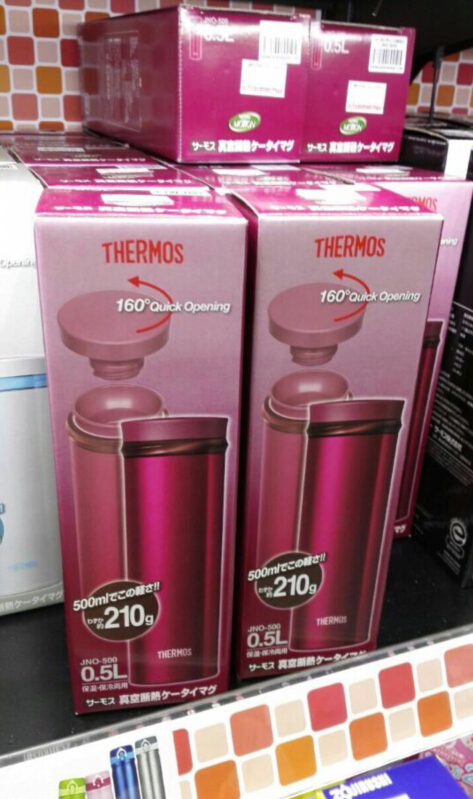 JNO-500
0.5L
0.5L
サーモス 真空断熱ケータイマグ
サーモス 真空断熱ケータイマグ
THERMOS
160°Quick Opening
500mlでこの軽さ!!
わずか約210g
THERMOS
JNO-500
0.5L
保温・保冷両用
サーモス 真空断熱ケータイマグ
THERMOS
160°Quick Opening
500mlでこの軽さ!!
わずか約210g
THERMOS
JNO-500
0.5L
保温・保冷両用
サーモス 真空断熱ケータイマグ
Opening